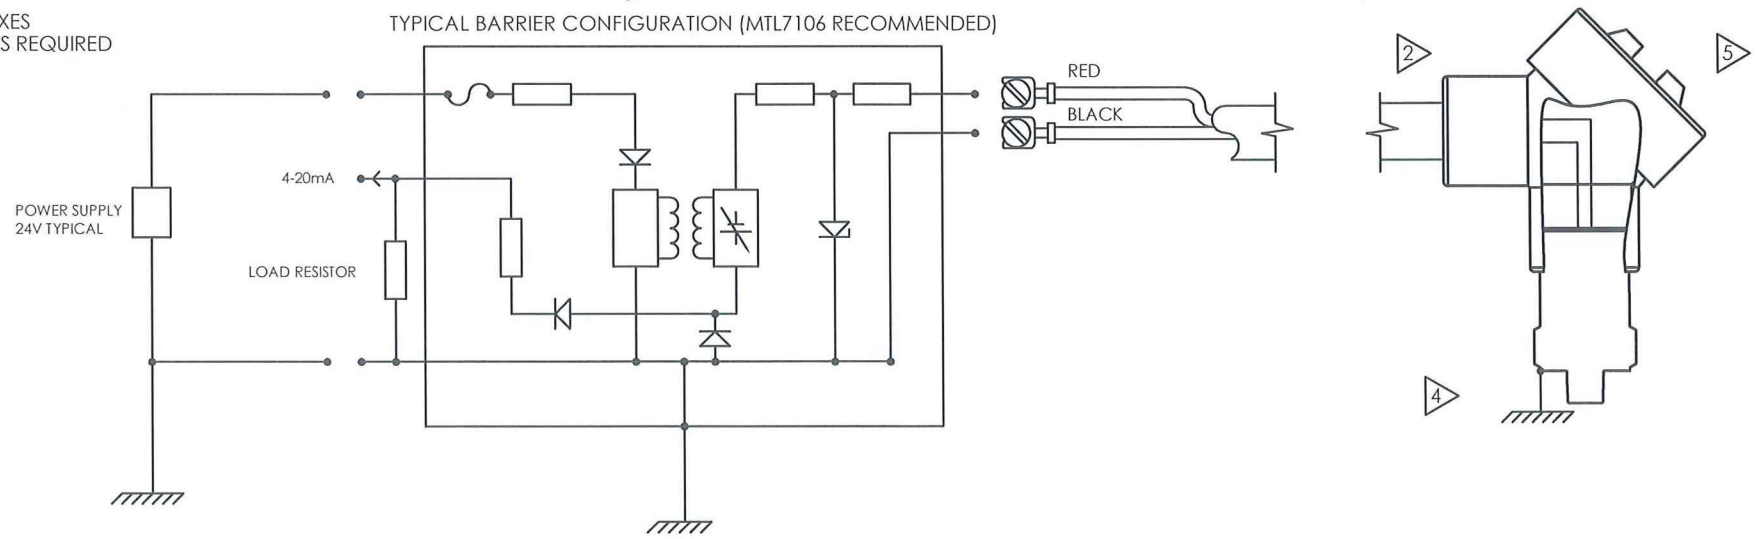 XES
S REQUIRED
TYPICAL BARRIER CONFIGURATION (MTL7106 RECOMMENDED)
RED
BLACK
2
5
4-20mA
POWER SUPPLY
24V TYPICAL
LOAD RESISTOR
4